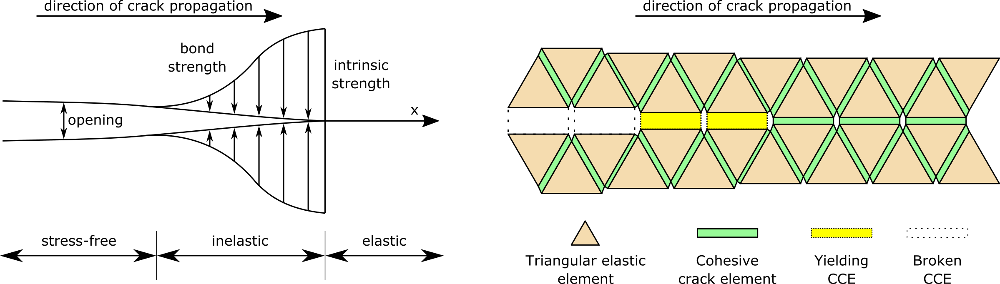 direction of crack propagation
bond
strength
intrinsic
strength
opening
x
stress-free
inelastic
elastic
direction of crack propagation
Triangular elastic
element
Cohesive
crack element
Yielding
CCE
Broken
CCE